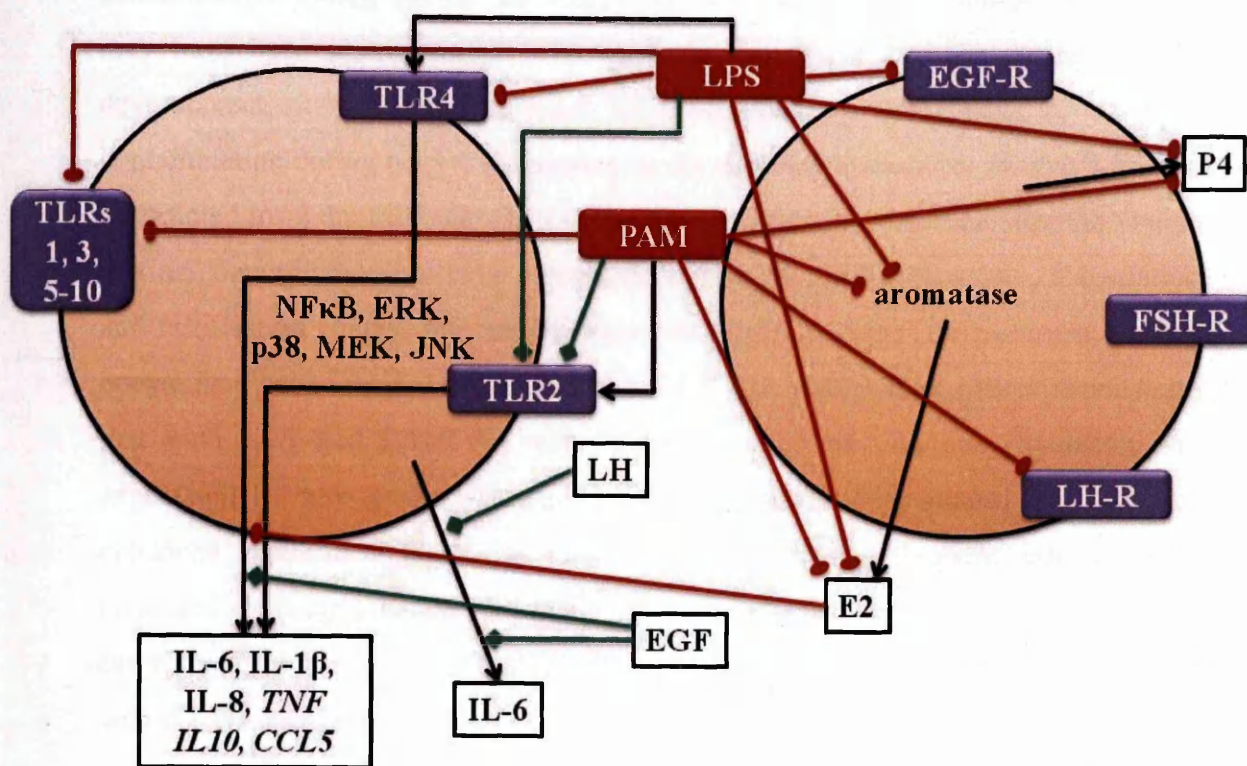 LPS
EGF-R
TLR4
P4
TLRs
1, 3,
5-10
PAM
NFκB, ERK,
p38, MEK, JNK
aromatase
FSH-R
TLR2
LH
LH-R
E2
EGF
IL-6, IL-1β,
IL-8, TNF
IL10, CCL5
IL-6